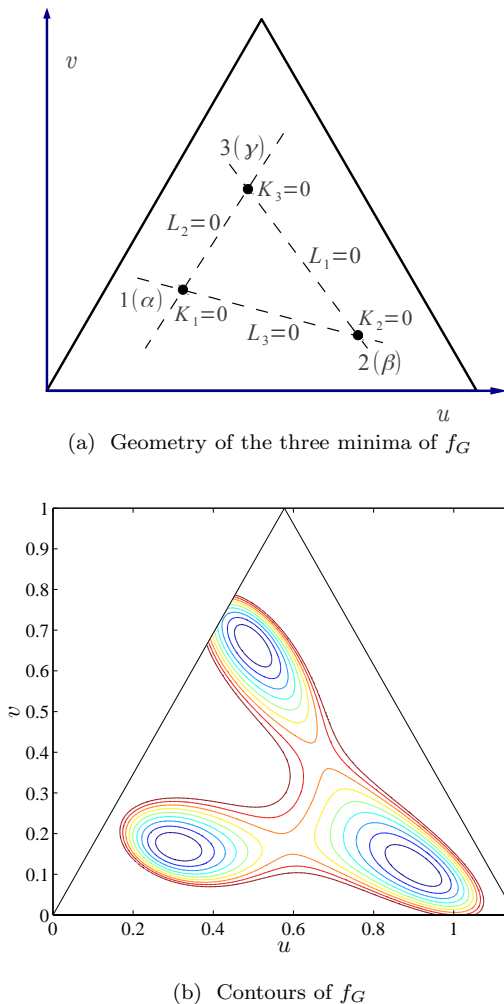 v
3(γ)
K₃=0
L₂=0
L₁=0
1(α)
K₁=0
K₂=0
L₃=0
2(β)
u
(a) Geometry of the three minima of f_G
1
0.9
0.8
0.7
0.6
0.5
v
0.4
0.3
0.2
0.1
0
0 0.2 0.4 0.6 0.8 1
u
(b) Contours of f_G